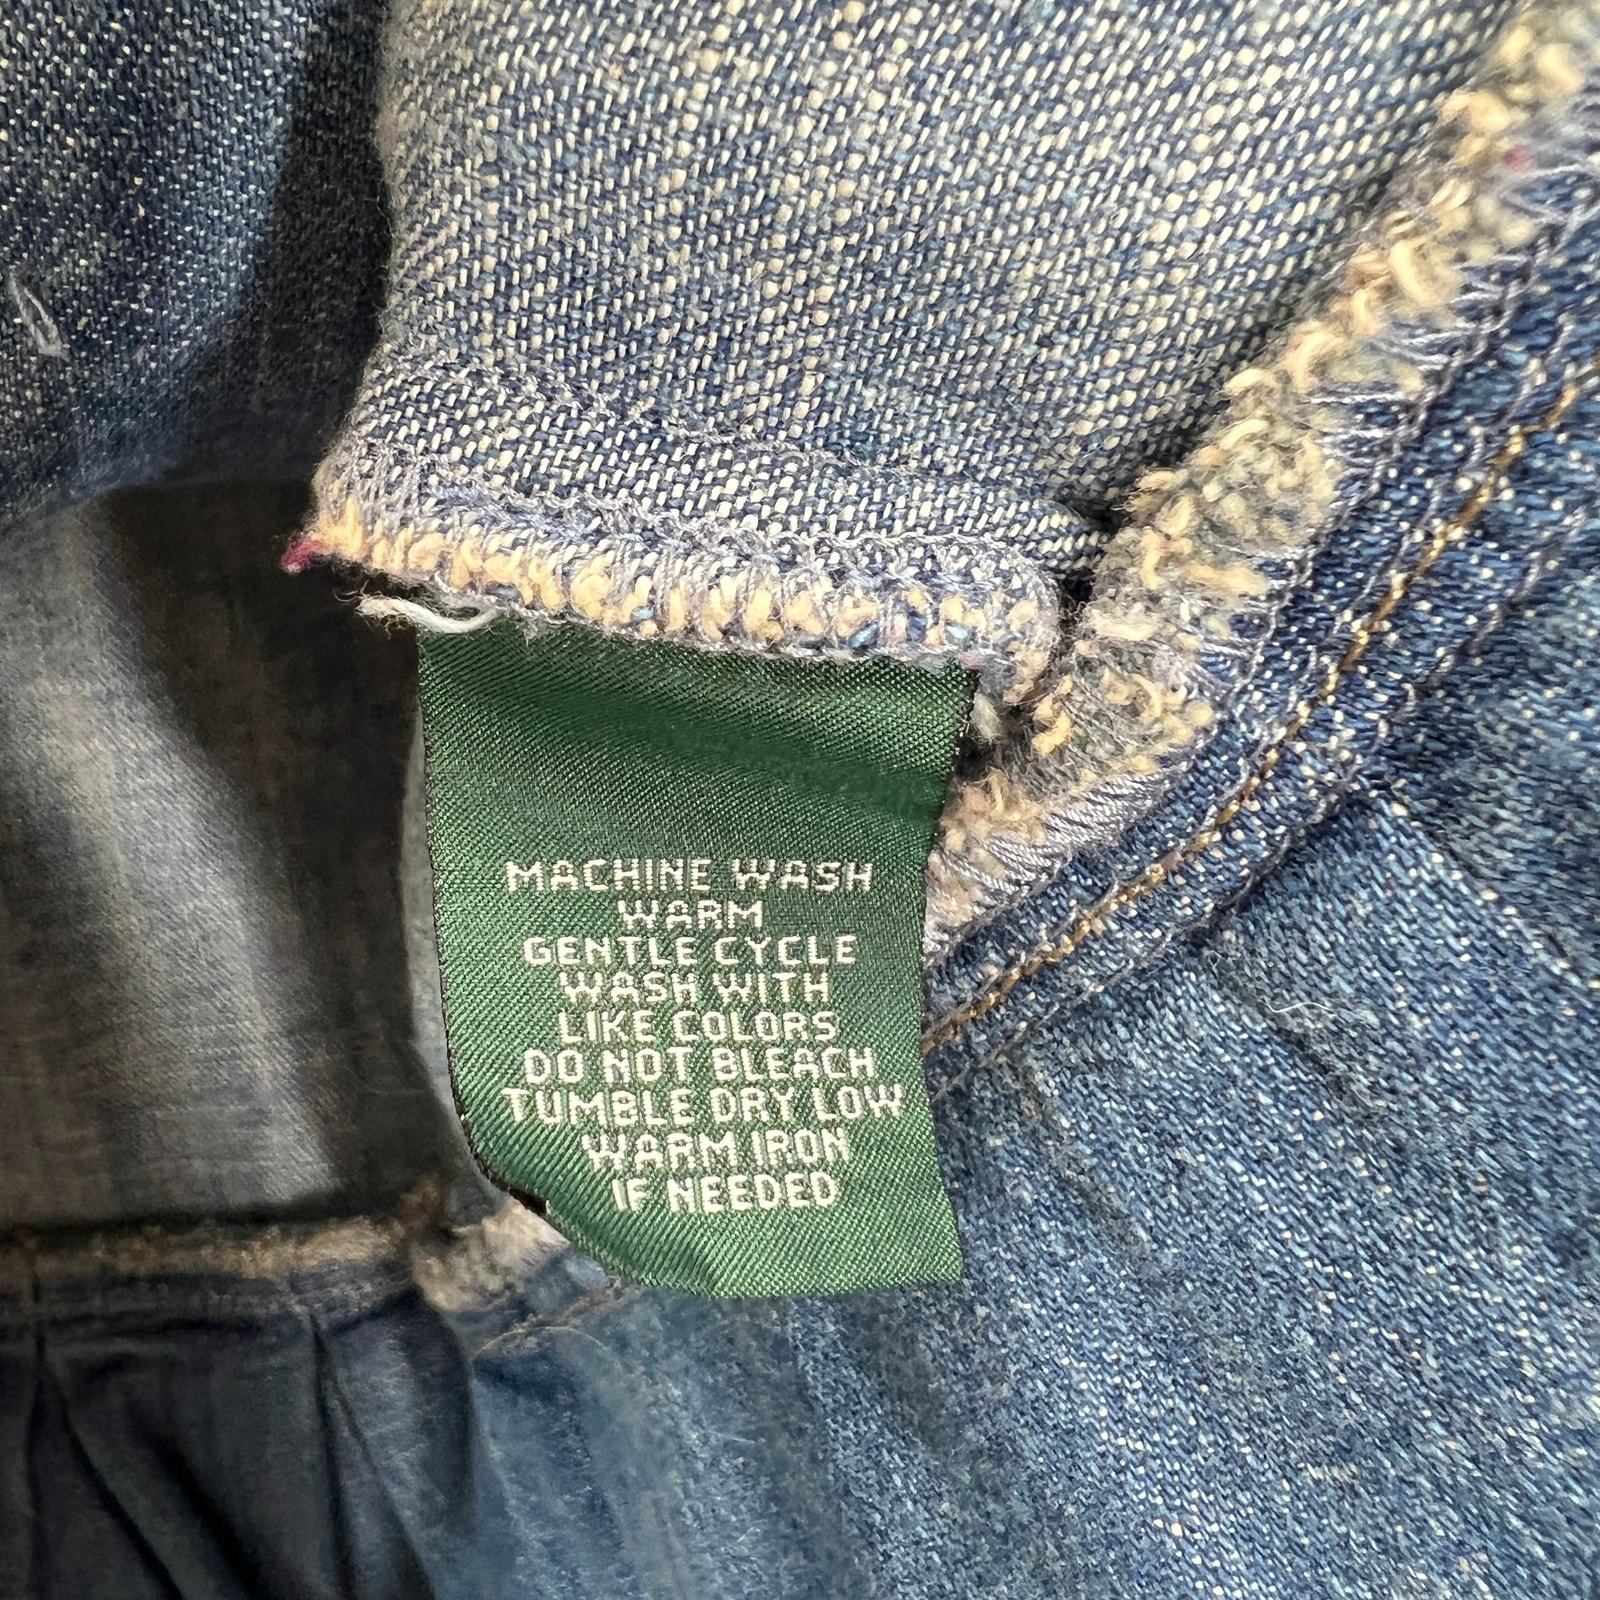 MACHINE WASH
WARM
GENTLE CYCLE
WASH WITH
LIKE COLORS
DO NOT BLEACH
TUMBLE DRY LOW
WARM IRON
IF NEEDED